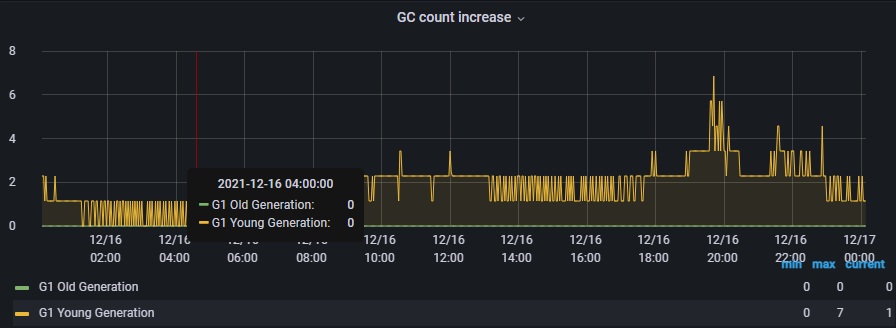 GC count increase
8
6
4
2
0
2021-12-16 04:00:00
G1 Old Generation: 0
G1 Young Generation: 0
12/16 12/16 12/16 12/16 12/16 12/16 12/16 12/16 12/16 12/16 12/16 12/17
02:00 04:00 06:00 08:00 10:00 12:00 14:00 16:00 18:00 20:00 22:00 00:00
min max current
G1 Old Generation 0 0 0
G1 Young Generation 0 7 1